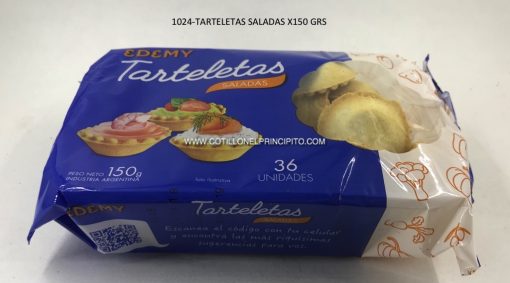 1024-TARTELETAS SALADAS X150 GRS
EDEMY
Tarteletas
SALADAS
WWW.COTILLONELPRINCIPITO.COM
PESO NETO 150g
INDUSTRIA ARGENTINA
36
UNIDADES
EDEMY
Tarteletas
SALADAS
Escanea el código con tu celular
y encontrá las más riquísimas
sugerencias para vos.